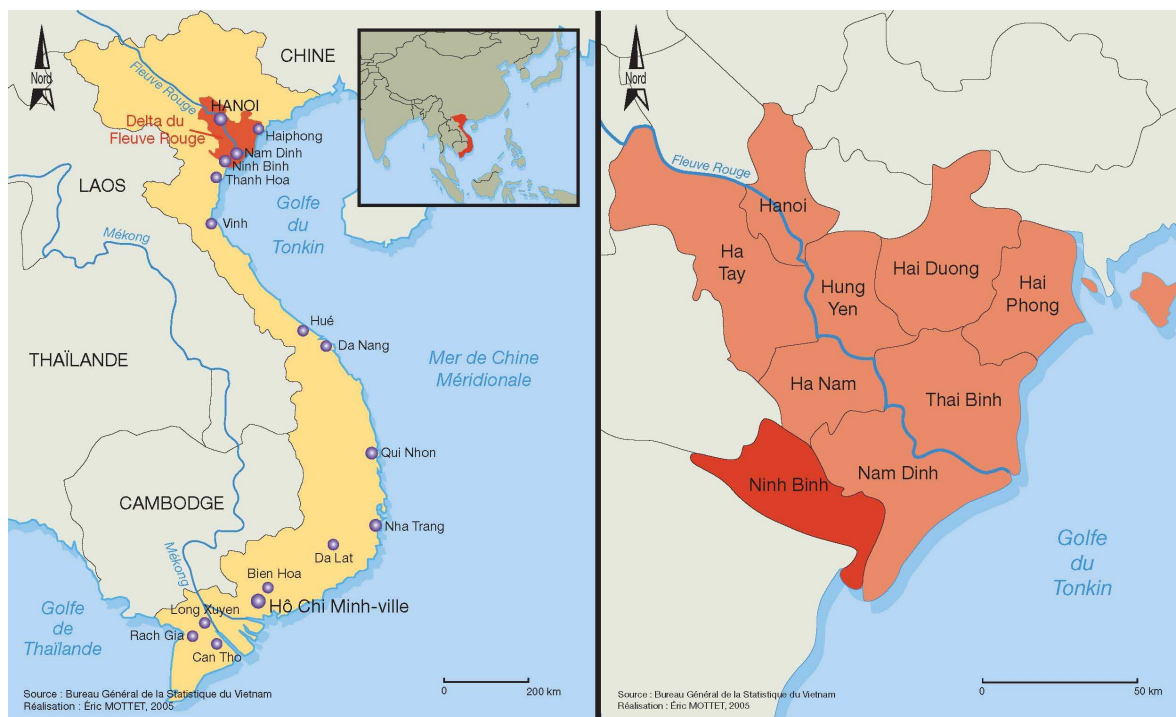 Nord
CHINE
Fleuve Rouge
HANOI
Delta du
Fleuve Rouge
Haiphong
Nam Dinh
Ninh Binh
Thanh Hoa
LAOS
Golfe
du
Tonkin
Vinh
Mékong
Hué
Da Nang
THAÏLANDE
Mer de Chine
Méridionale
Qui Nhon
CAMBODGE
Nha Trang
Da Lat
Mékong
Bien Hoa
Hô Chi Minh-ville
Long Xuyen
Golfe
de
Thaïlande
Rach Gia
Can Tho
Source : Bureau Général de la Statistique du Vietnam
Réalisation : Éric MOTTET, 2005
0
200 km
Nord
Fleuve Rouge
Hanoi
Ha
Tay
Hung
Yen
Hai Duong
Hai
Phong
Ha Nam
Thai Binh
Ninh Binh
Nam Dinh
Golfe
du
Tonkin
Source : Bureau Général de la Statistique du Vietnam
Réalisation : Éric MOTTET, 2005
0
50 km